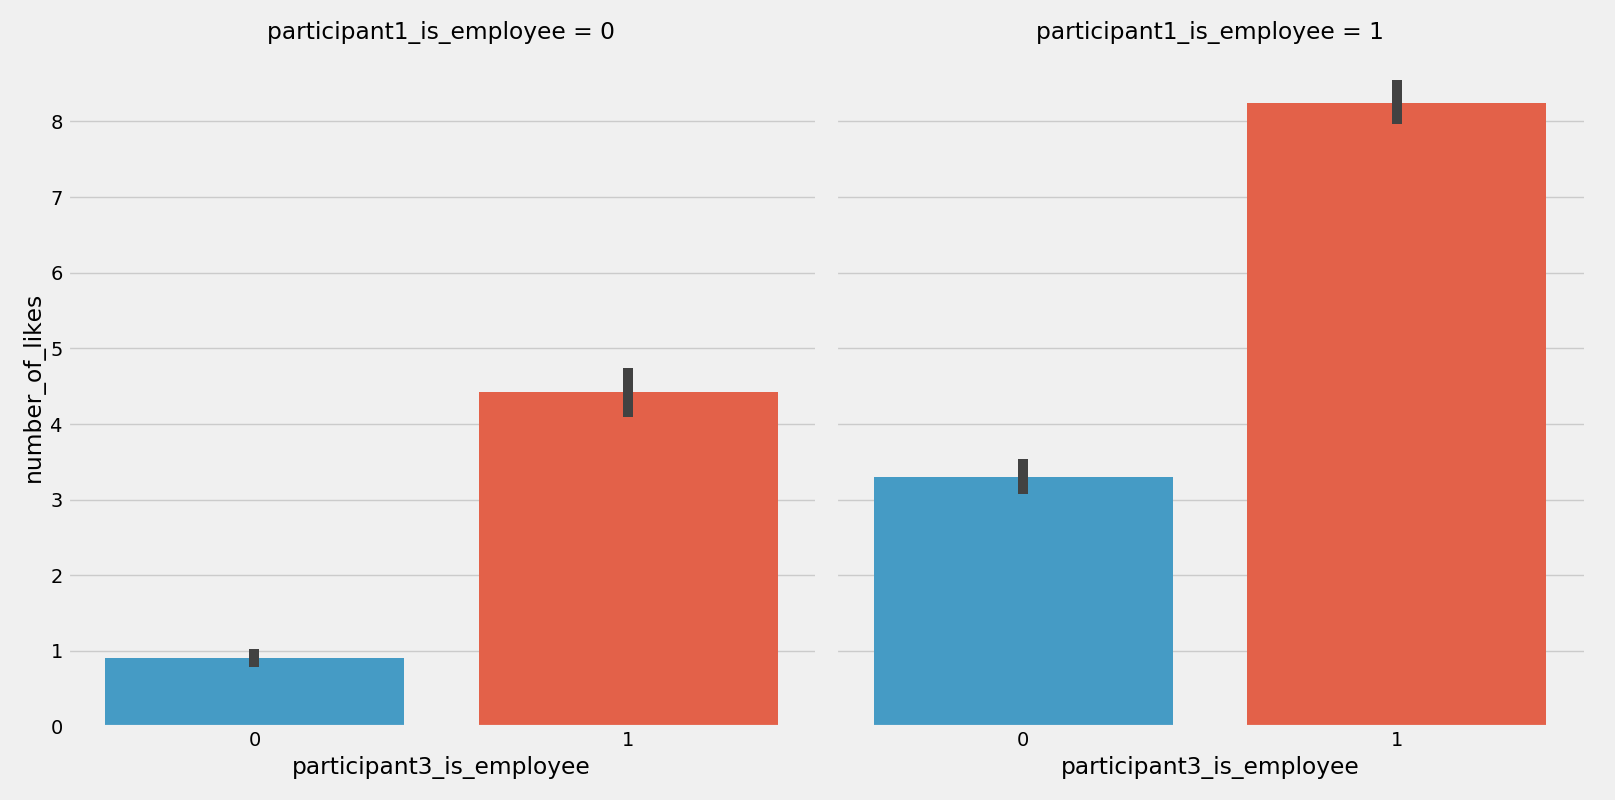 participant1_is_employee = 0
participant1_is_employee = 1
number_of_likes
8
7
6
5
4
3
2
1
0
0
1
0
1
participant3_is_employee
participant3_is_employee